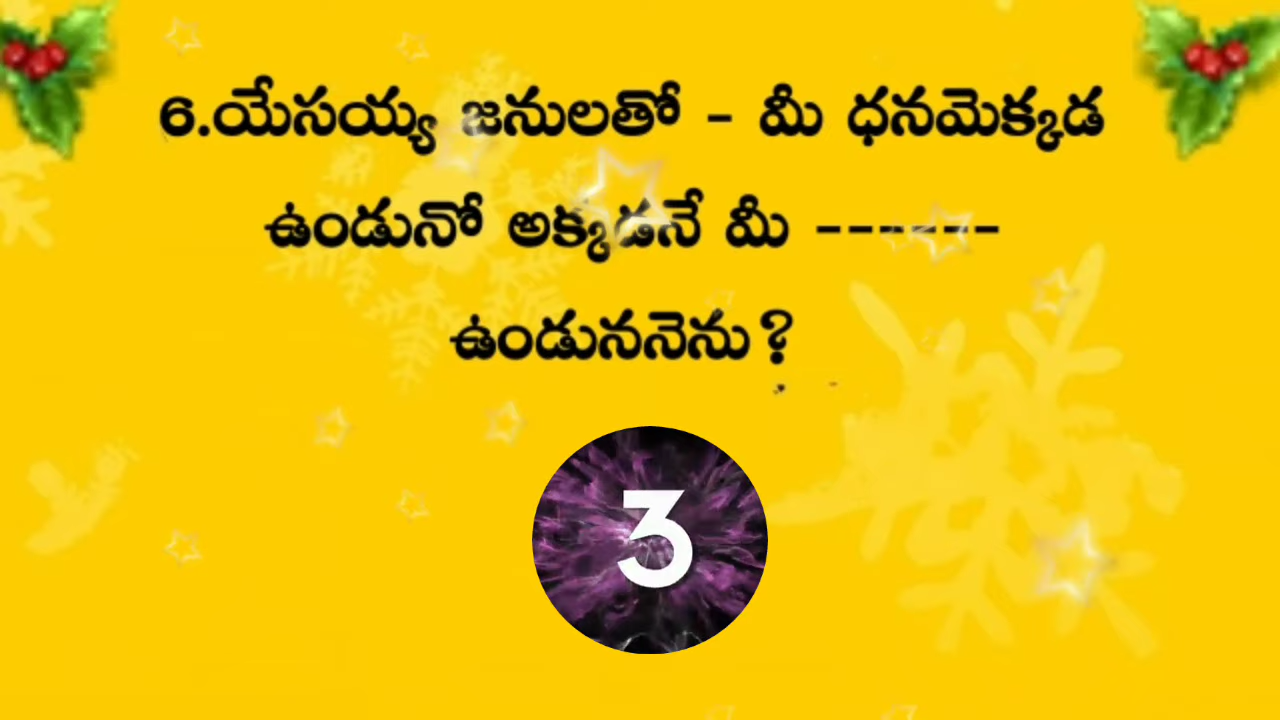 6.యేసయ్య జనులతో - మీ ధనమెక్కడ
ఉండునో అక్కడనే మీ ------
ఉండుననెను?
3